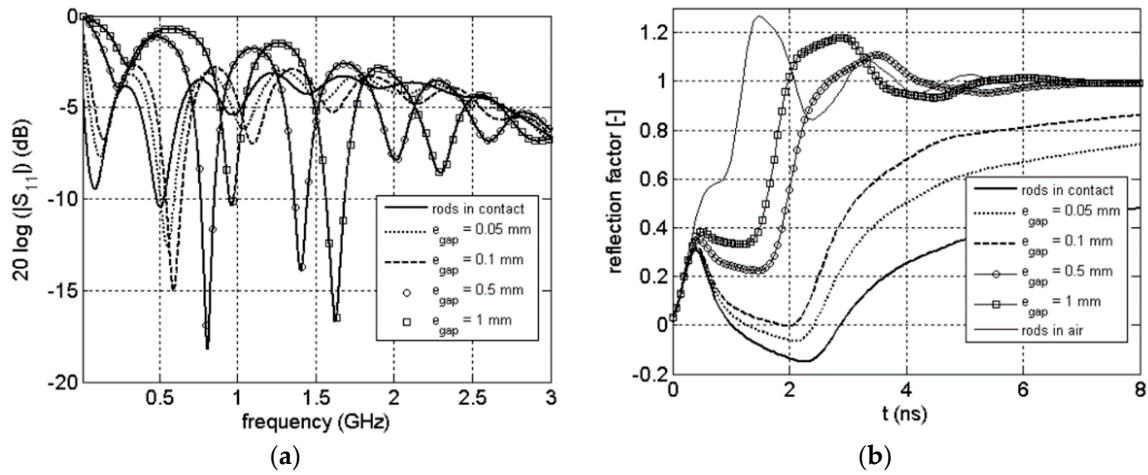 0
-5
-10
-15
-20
20 log (|S11|) (dB)
0.5
1
1.5
2
2.5
3
frequency (GHz)
rods in contact
egap = 0.05 mm
egap = 0.1 mm
egap = 0.5 mm
egap = 1 mm
(a)
1.2
1
0.8
0.6
0.4
0.2
0
-0.2
reflection factor [-]
0
2
4
6
8
t (ns)
rods in contact
egap = 0.05 mm
egap = 0.1 mm
egap = 0.5 mm
egap = 1 mm
rods in air
(b)